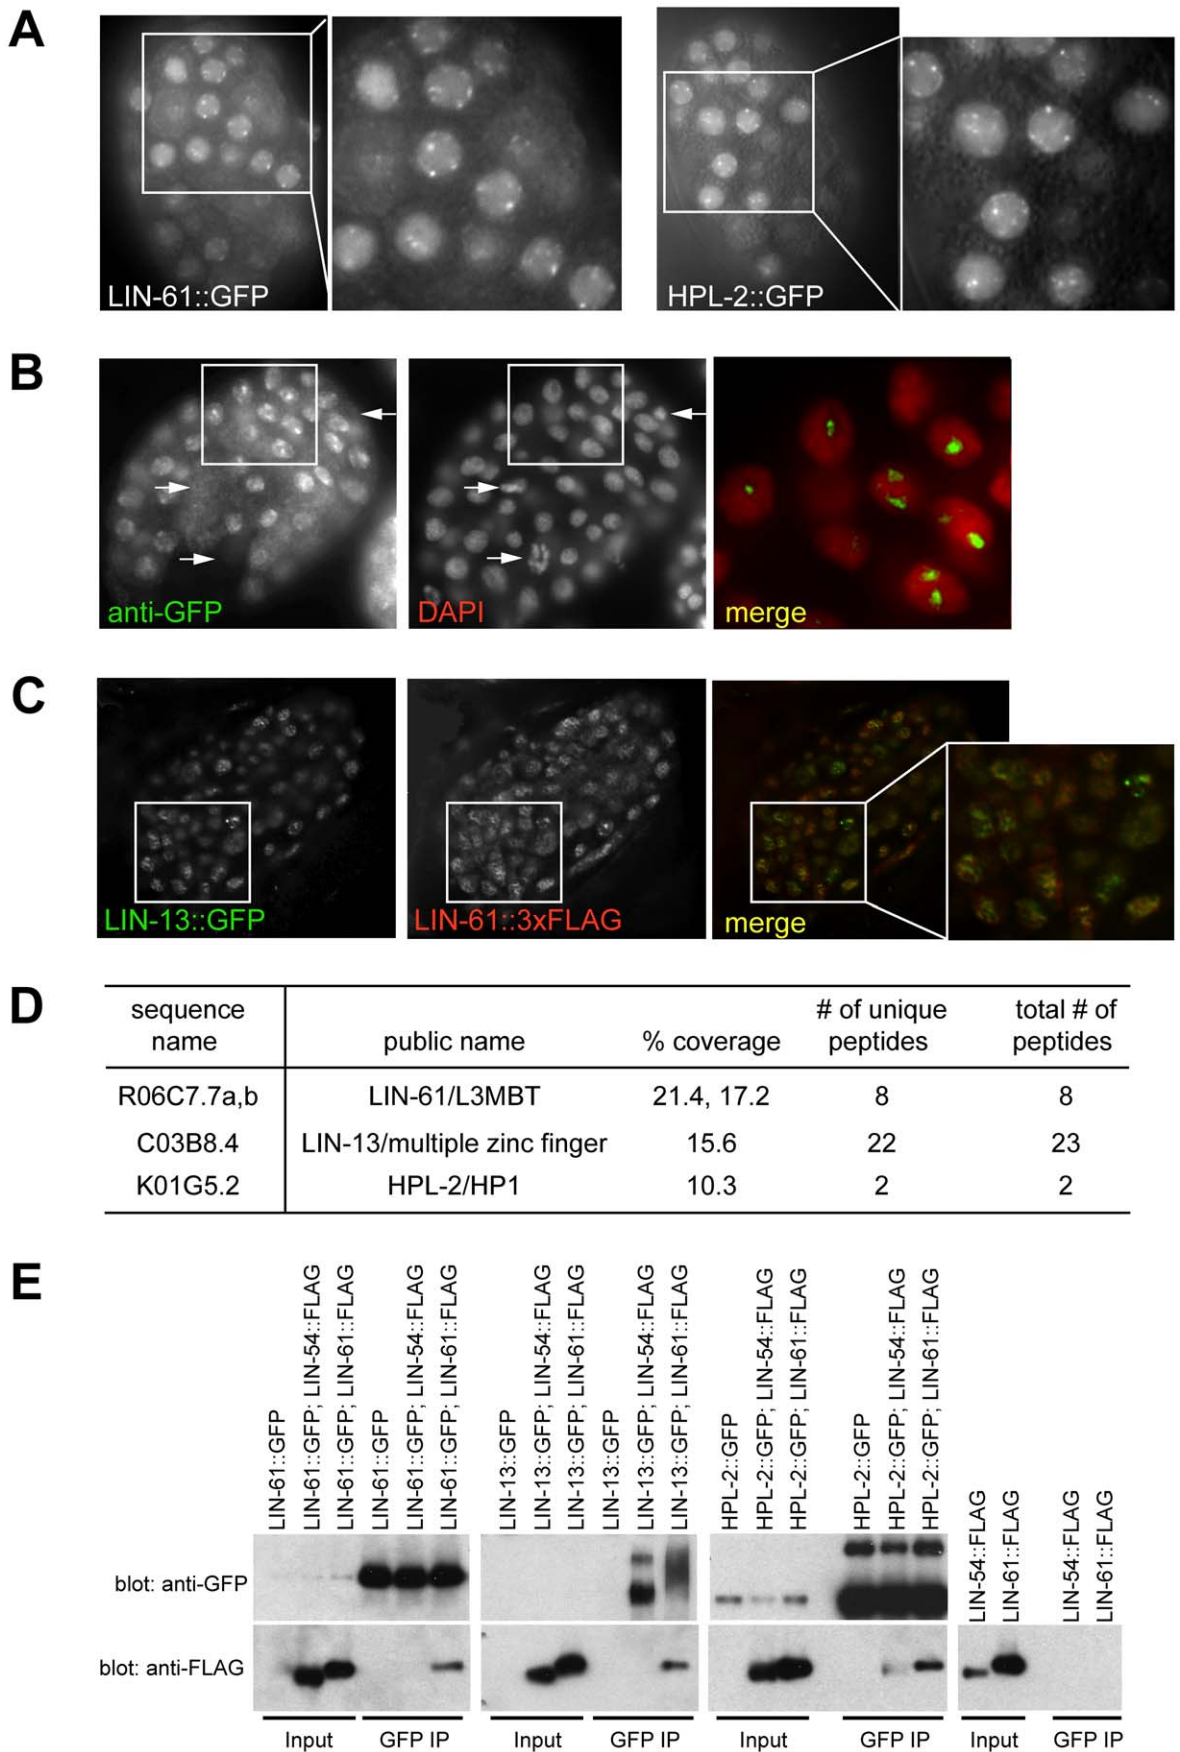 A
LIN-61::GFP
HPL-2::GFP
B
anti-GFP
DAPI
merge
C
LIN-13::GFP
LIN-61::3xFLAG
merge
D
sequence name public name % coverage # of unique peptides total # of peptides
R06C7.7a,b LIN-61/L3MBT 21.4, 17.2 8 8
C03B8.4 LIN-13/multiple zinc finger 15.6 22 23
K01G5.2 HPL-2/HP1 10.3 2 2
E
LIN-61::GFP
LIN-61::GFP; LIN-54::FLAG
LIN-61::GFP; LIN-61::FLAG
LIN-61::GFP
LIN-61::GFP; LIN-54::FLAG
LIN-61::GFP; LIN-61::FLAG
LIN-13::GFP
LIN-13::GFP; LIN-54::FLAG
LIN-13::GFP; LIN-61::FLAG
LIN-13::GFP
LIN-13::GFP; LIN-54::FLAG
LIN-13::GFP; LIN-61::FLAG
HPL-2::GFP
HPL-2::GFP; LIN-54::FLAG
HPL-2::GFP; LIN-61::FLAG
HPL-2::GFP
HPL-2::GFP; LIN-54::FLAG
HPL-2::GFP; LIN-61::FLAG
LIN-54::FLAG
LIN-61::FLAG
LIN-54::FLAG
LIN-61::FLAG
blot: anti-GFP
blot: anti-FLAG
Input GFP IP Input GFP IP Input GFP IP Input GFP IP